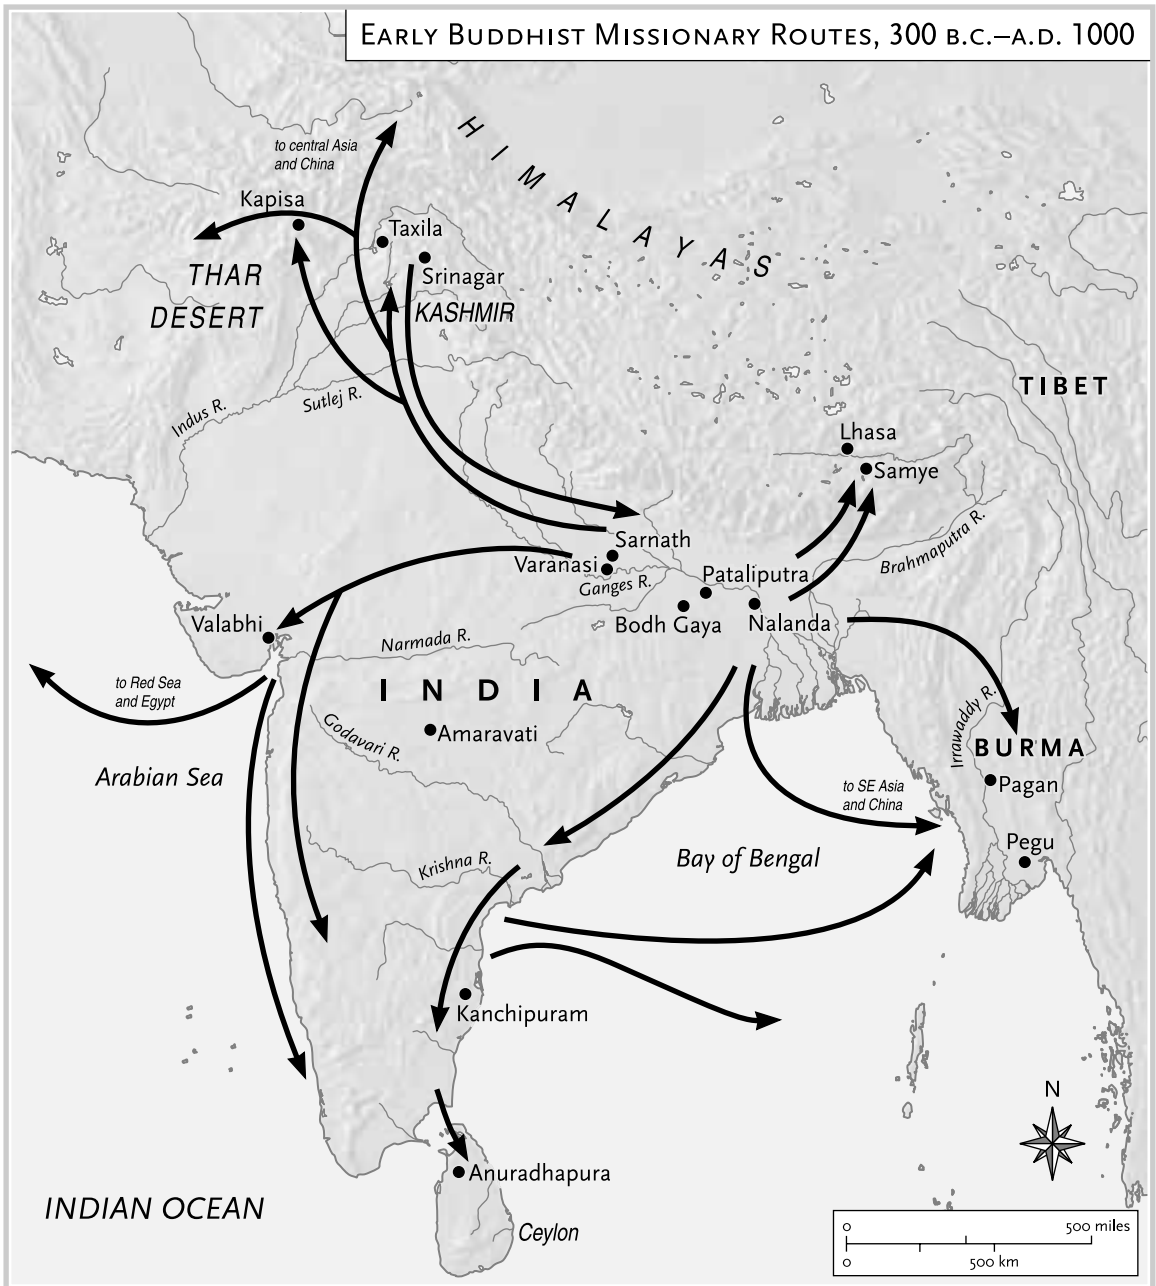 EARLY BUDDHIST MISSIONARY ROUTES, 300 B.C.–A.D. 1000
HIMALAYAS
to central Asia
and China
Kapisa
Taxila
Srinagar
THAR
DESERT
KASHMIR
TIBET
Indus R.
Sutlej R.
Lhasa
Samye
Sarnath
Varanasi
Ganges R.
Brahmaputra R.
Pataliputra
Bodh Gaya
Nalanda
Valabhi
Narmada R.
to Red Sea
and Egypt
INDIA
Godavari R.
Amaravati
Irrawaddy R.
BURMA
Pagan
Arabian Sea
to SE Asia
and China
Pegu
Krishna R.
Bay of Bengal
Kanchipuram
N
Anuradhapura
INDIAN OCEAN
Ceylon
0 500 miles
0 500 km